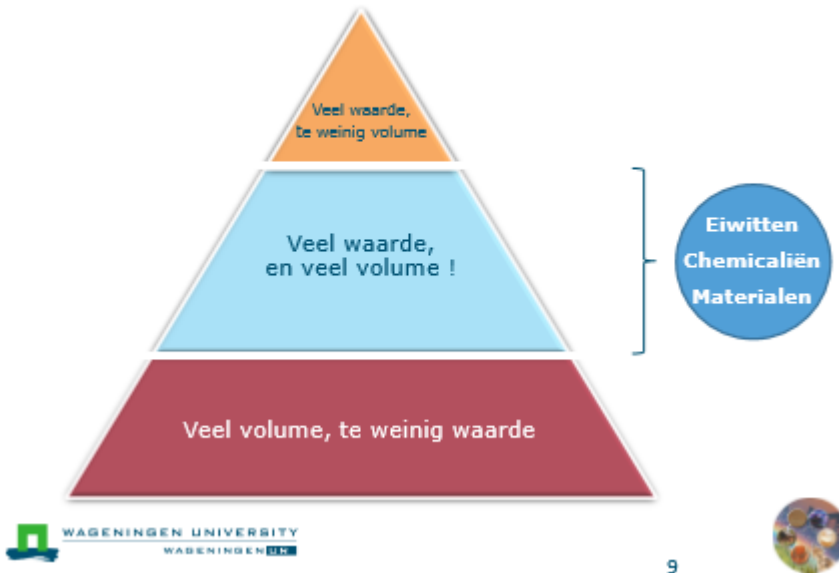 Veel waarde,
te weinig volume
Veel waarde,
en veel volume !
Eiwitten
Chemicaliën
Materialen
Veel volume, te weinig waarde
WAGENINGEN UNIVERSITY
WAGENINGEN UR
9